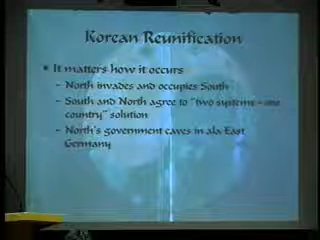 Korean Reunification
• It matters how it occurs
– North invades and occupies South
– South and North agree to "two systems - one
country" solution
– North's government caves in ala East
Germany